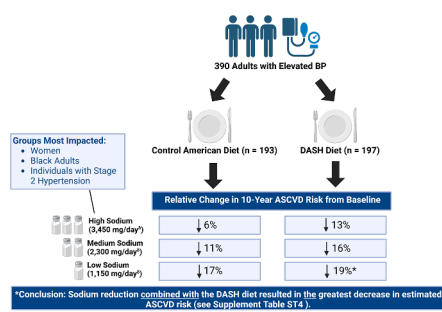 390 Adults with Elevated BP
Control American Diet (n = 193)
DASH Diet (n = 197)
Groups Most Impacted:
• Women
• Black Adults
• Individuals with Stage
2 Hypertension
Relative Change in 10-Year ASCVD Risk from Baseline
High Sodium
(3,450 mg/day)
↓ 6%
↓ 13%
Medium Sodium
(2,300 mg/day)
↓ 11%
↓ 16%
Low Sodium
(1,150 mg/day)
↓ 17%
↓ 19%*
*Conclusion: Sodium reduction combined with the DASH diet resulted in the greatest decrease in estimated
ASCVD risk (see Supplement Table ST4 ).